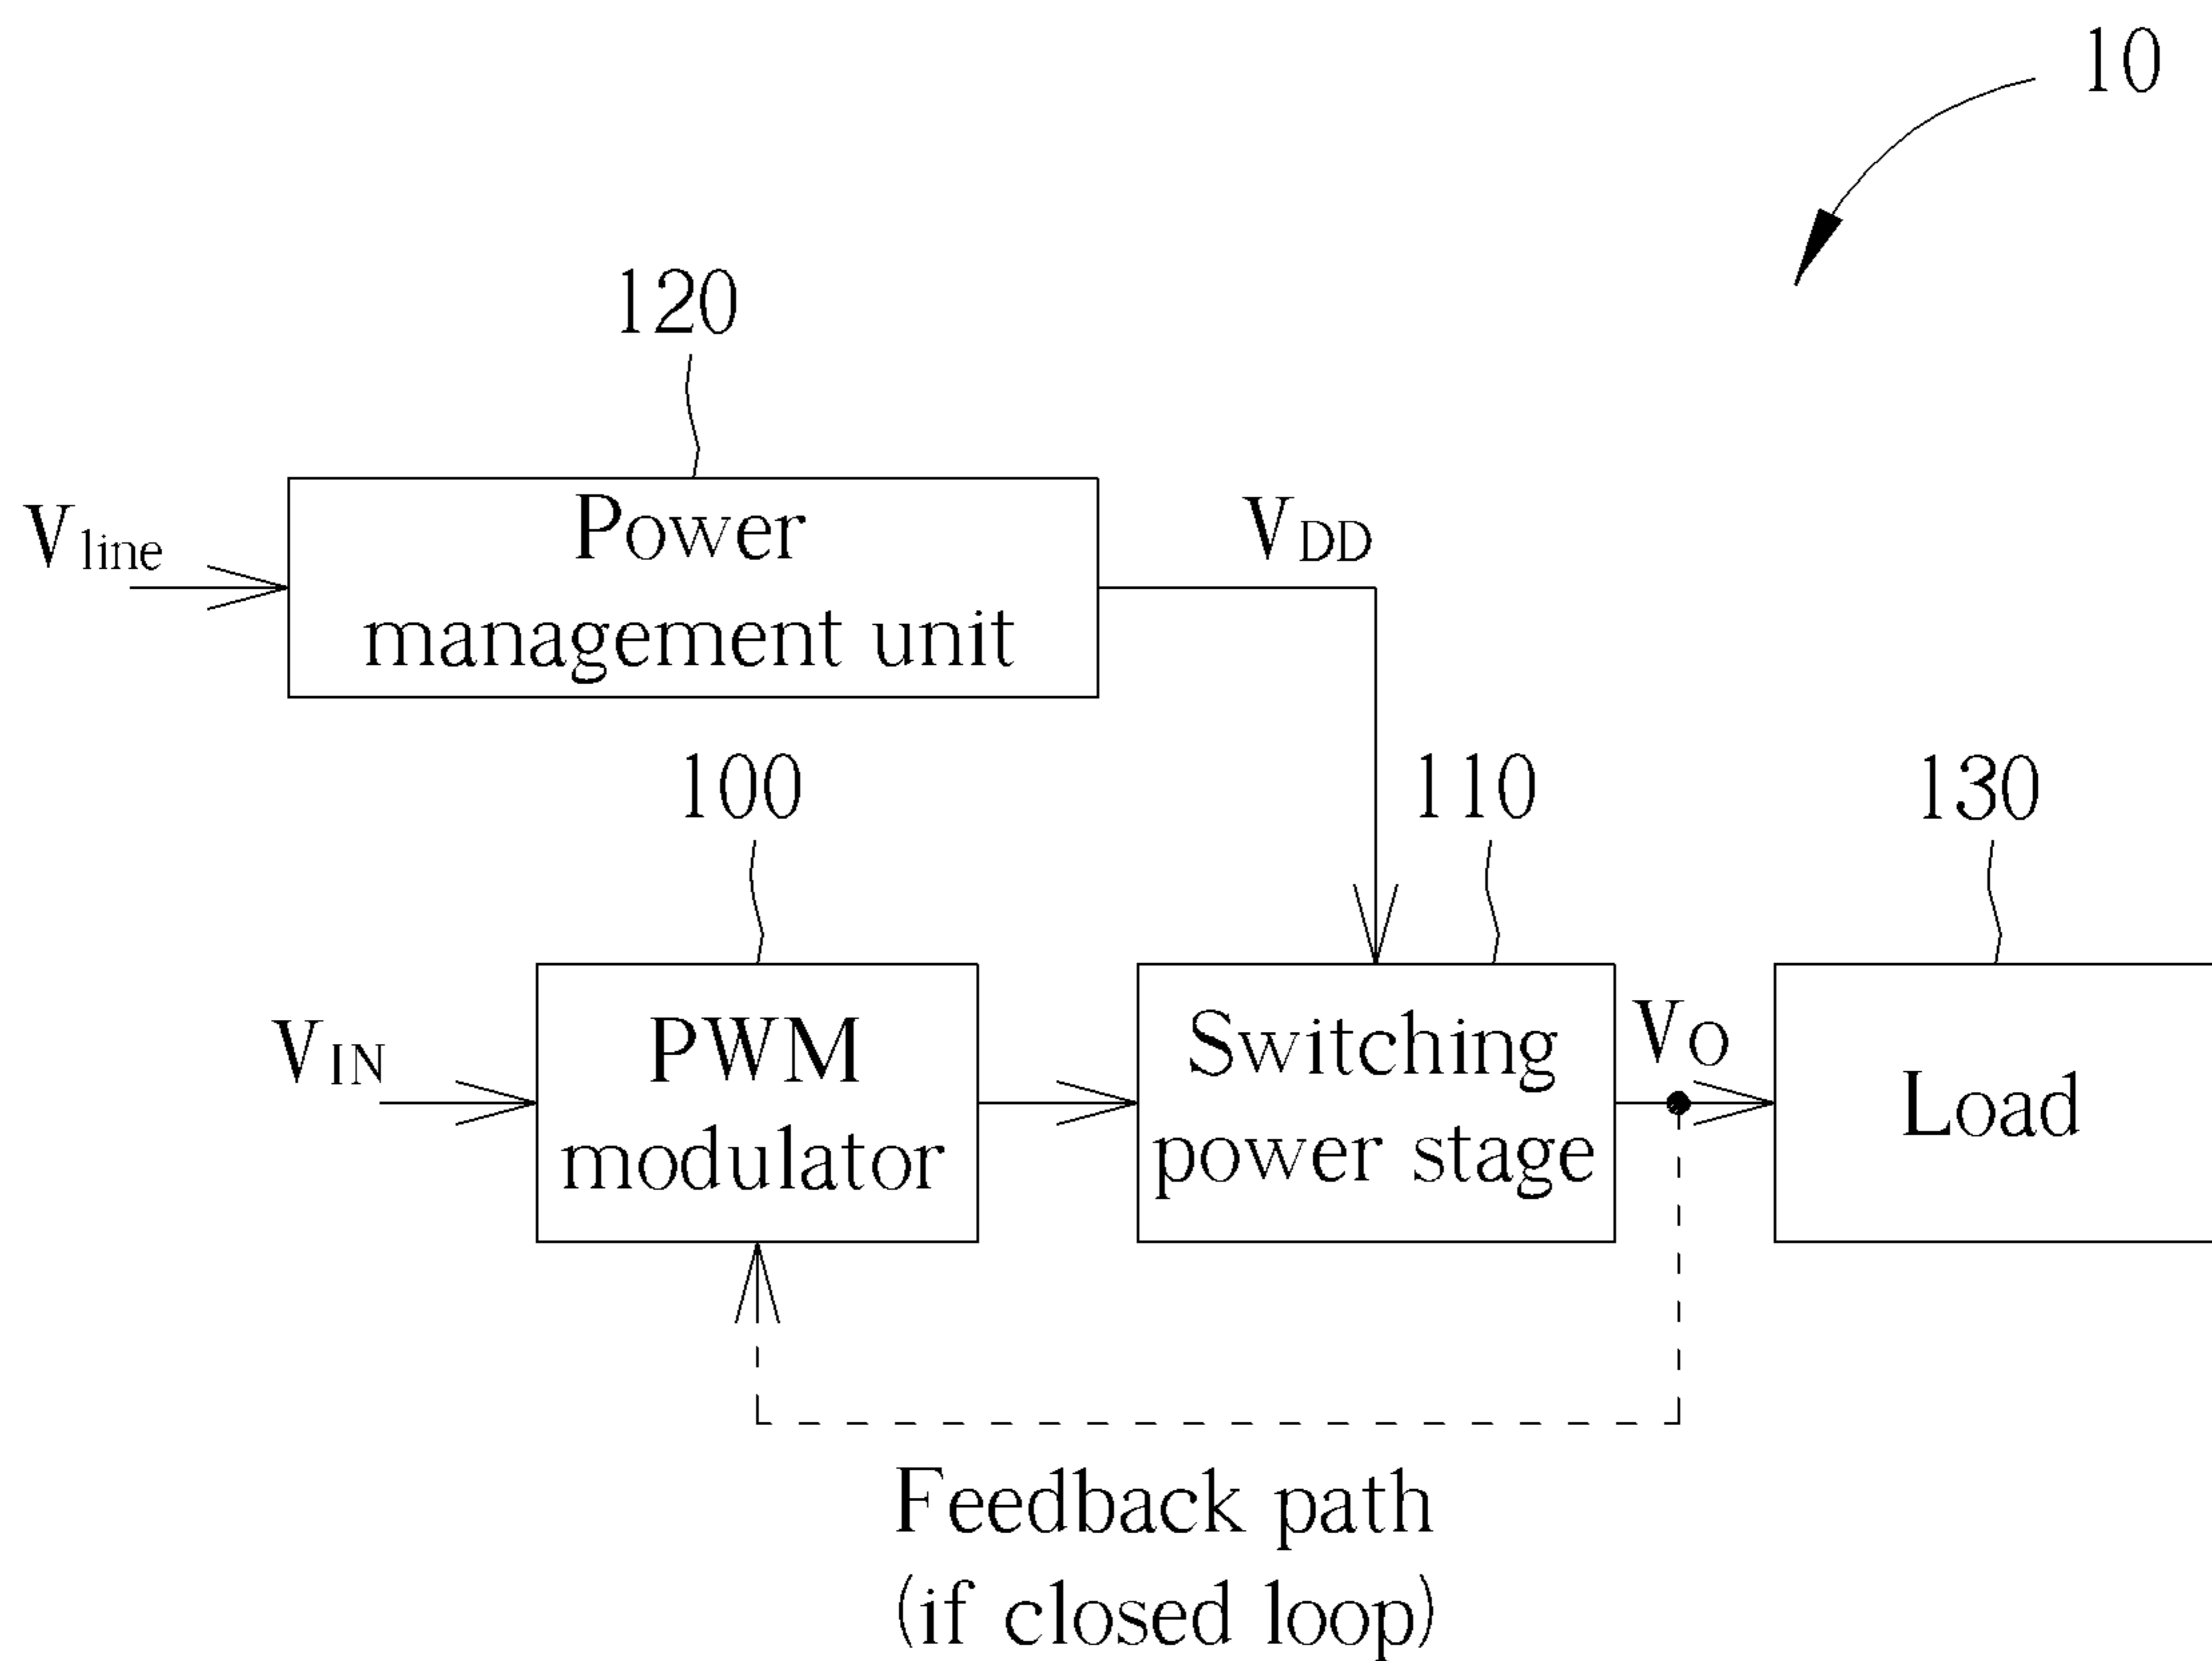 10
120
Vline
Power
management unit
VDD
100
110
130
VIN
PWM
modulator
Switching
power stage
VO
Load
Feedback path
(if closed loop)